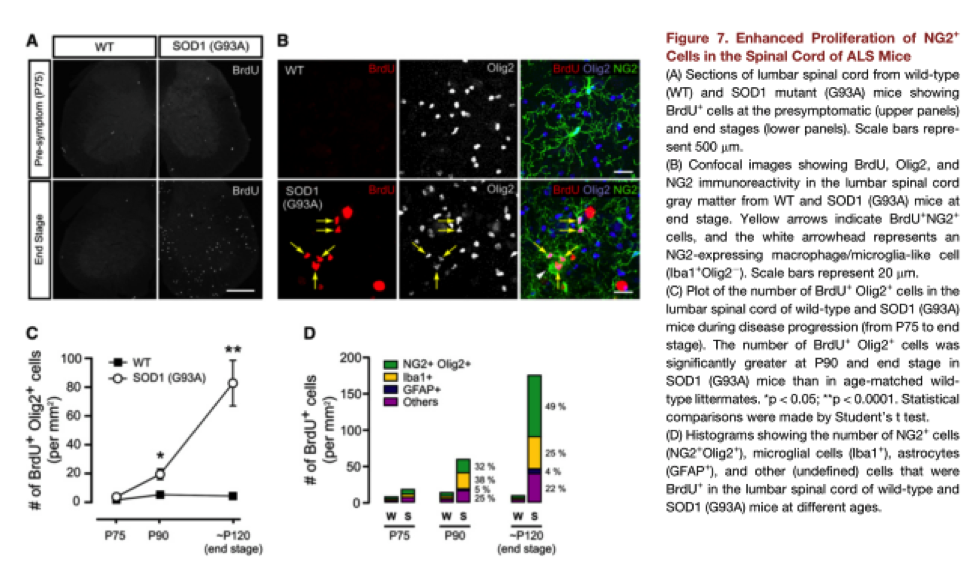 A
WT
SOD1 (G93A)
Pre-symptom (P75)
BrdU
BrdU
End Stage
BrdU
BrdU
B
WT
BrdU
Olig2
BrdU Olig2 NG2
SOD1
(G93A)
BrdU
Olig2
BrdU Olig2 NG2
C
# of BrdU⁺ Olig2⁺ cells
(per mm²)
100
80
60
40
20
0
WT
SOD1 (G93A)
*
**
P75
P90
~P120
(end stage)
D
# of BrdU⁺ cells
(per mm²)
200
150
100
50
0
NG2+ Olig2+
Iba1+
GFAP+
Others
32 %
38 %
5 %
25 %
49 %
25 %
4 %
22 %
W S
W S
W S
P75
P90
~P120
(end stage)
Figure 7. Enhanced Proliferation of NG2⁺
Cells in the Spinal Cord of ALS Mice
(A) Sections of lumbar spinal cord from wild-type
(WT) and SOD1 mutant (G93A) mice showing
BrdU⁺ cells at the presymptomatic (upper panels)
and end stages (lower panels). Scale bars repre-
sent 500 μm.
(B) Confocal images showing BrdU, Olig2, and
NG2 immunoreactivity in the lumbar spinal cord
gray matter from WT and SOD1 (G93A) mice at
end stage. Yellow arrows indicate BrdU⁺NG2⁺
cells, and the white arrowhead represents an
NG2-expressing macrophage/microglia-like cell
(Iba1⁺Olig2⁻). Scale bars represent 20 μm.
(C) Plot of the number of BrdU⁺ Olig2⁺ cells in the
lumbar spinal cord of wild-type and SOD1 (G93A)
mice during disease progression (from P75 to end
stage). The number of BrdU⁺ Olig2⁺ cells was
significantly greater at P90 and end stage in
SOD1 (G93A) mice than in age-matched wild-
type littermates. *p < 0.05; **p < 0.0001. Statistical
comparisons were made by Student's t test.
(D) Histograms showing the number of NG2⁺ cells
(NG2⁺Olig2⁺), microglial cells (Iba1⁺), astrocytes
(GFAP⁺), and other (undefined) cells that were
BrdU⁺ in the lumbar spinal cord of wild-type and
SOD1 (G93A) mice at different ages.